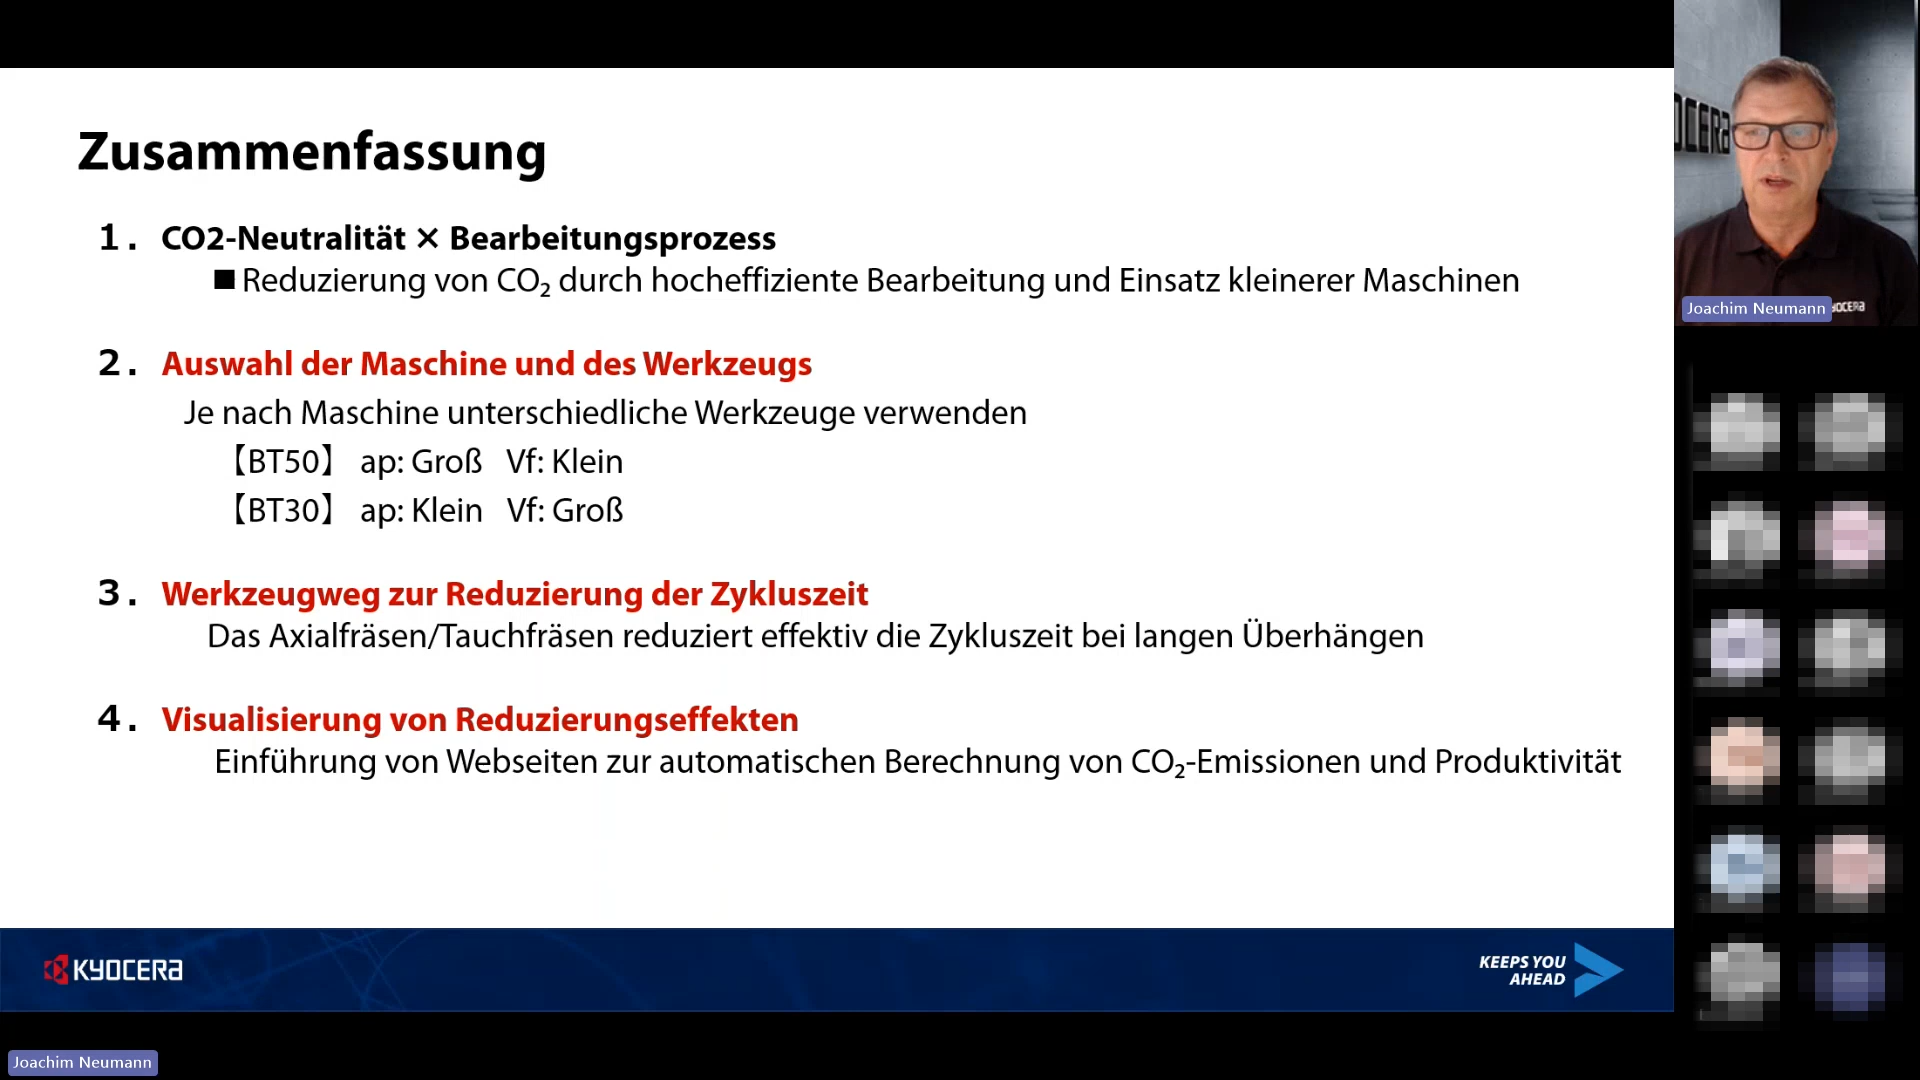 Zusammenfassung
1. CO2-Neutralität × Bearbeitungsprozess
■ Reduzierung von CO₂ durch hocheffiziente Bearbeitung und Einsatz kleinerer Maschinen
2. Auswahl der Maschine und des Werkzeugs
Je nach Maschine unterschiedliche Werkzeuge verwenden
【BT50】 ap: Groß Vf: Klein
【BT30】 ap: Klein Vf: Groß
3. Werkzeugweg zur Reduzierung der Zykluszeit
Das Axialfräsen/Tauchfräsen reduziert effektiv die Zykluszeit bei langen Überhängen
4. Visualisierung von Reduzierungseffekten
Einführung von Webseiten zur automatischen Berechnung von CO₂-Emissionen und Produktivität
KYOCERA
KEEPS YOU
AHEAD
Joachim Neumann
OCERA
OCERA
Joachim Neumann